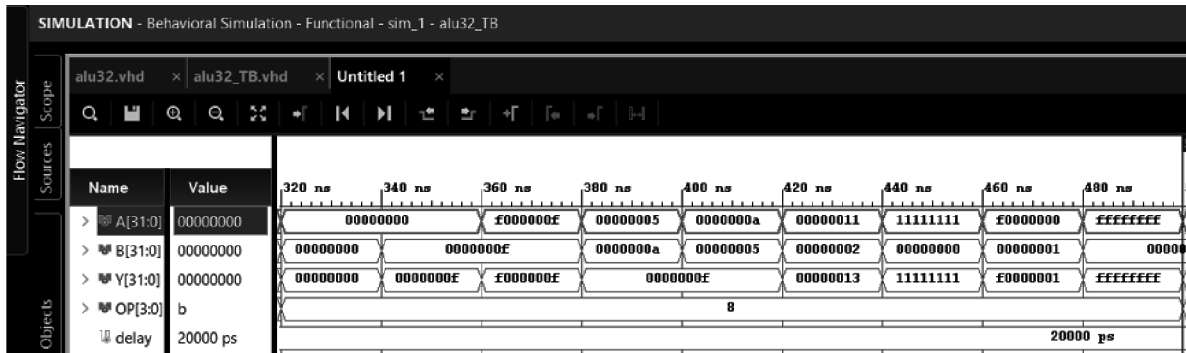 SIMULATION - Behavioral Simulation - Functional - sim_1 - alu32_TB
Flow Navigator
Scope
Sources
Objects
alu32.vhd × alu32_TB.vhd × Untitled 1 ×
Name Value 320 ns 340 ns 360 ns 380 ns 400 ns 420 ns 440 ns 460 ns 480 ns
> A[31:0] 00000000 00000000 f000000f 00000005 0000000a 00000011 11111111 f0000000 ffffffff
> B[31:0] 00000000 00000000 0000000f 0000000a 00000005 00000002 00000000 00000001 00000
> Y[31:0] 00000000 00000000 0000000f f000000f 0000000f 00000013 11111111 f0000001 ffffffff
> OP[3:0] b 8
delay 20000 ps 20000 ps